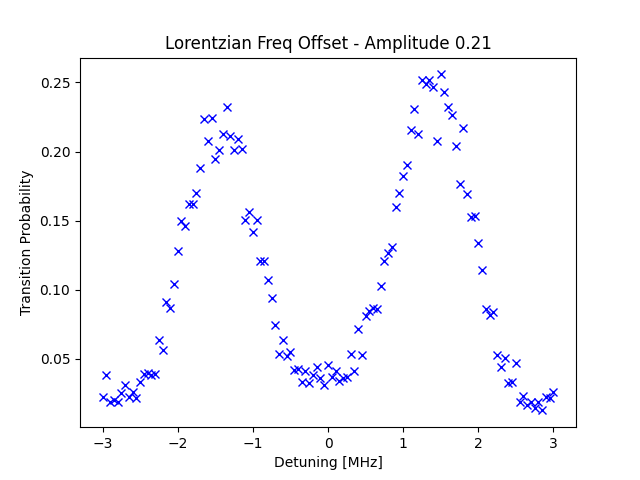 Lorentzian Freq Offset - Amplitude 0.21
0.25
0.20
0.15
0.10
0.05
Transition Probability
−3 −2 −1 0 1 2 3
Detuning [MHz]